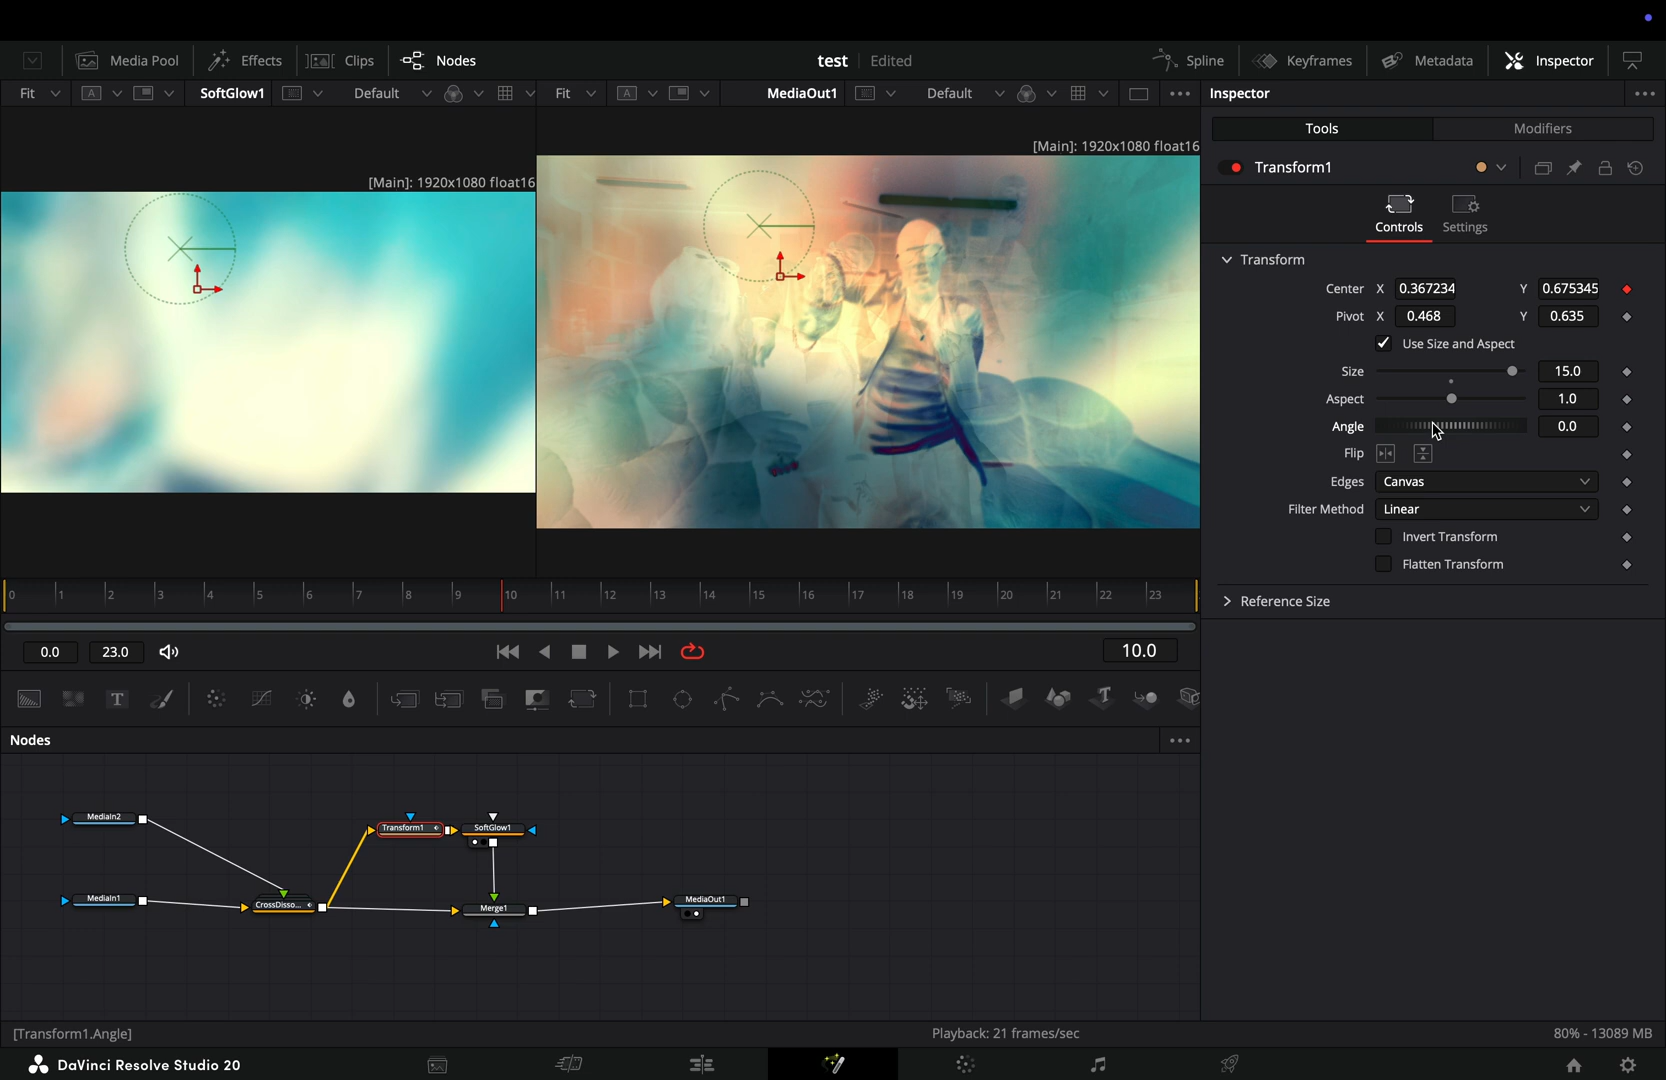 Media Pool Effects Clips Nodes test Edited Spline Keyframes Metadata Inspector
Fit A SoftGlow1 Default Fit A MediaOut1 Default Inspector
Tools Modifiers
[Main]: 1920x1080 float16
[Main]: 1920x1080 float16
Transform1
Controls Settings
Transform
Center X 0.367234 Y 0.675345
Pivot X 0.468 Y 0.635
Use Size and Aspect
Size 15.0
Aspect 1.0
Angle 0.0
Flip
Edges Canvas
Filter Method Linear
Invert Transform
Flatten Transform
Reference Size
0 1 2 3 4 5 6 7 8 9 10 11 12 13 14 15 16 17 18 19 20 21 22 23
0.0 23.0 10.0
T T
Nodes
MediaIn2
Transform1 SoftGlow1
MediaIn1 CrossDisso... Merge1 MediaOut1
[Transform1.Angle] Playback: 21 frames/sec 80% - 13089 MB
DaVinci Resolve Studio 20